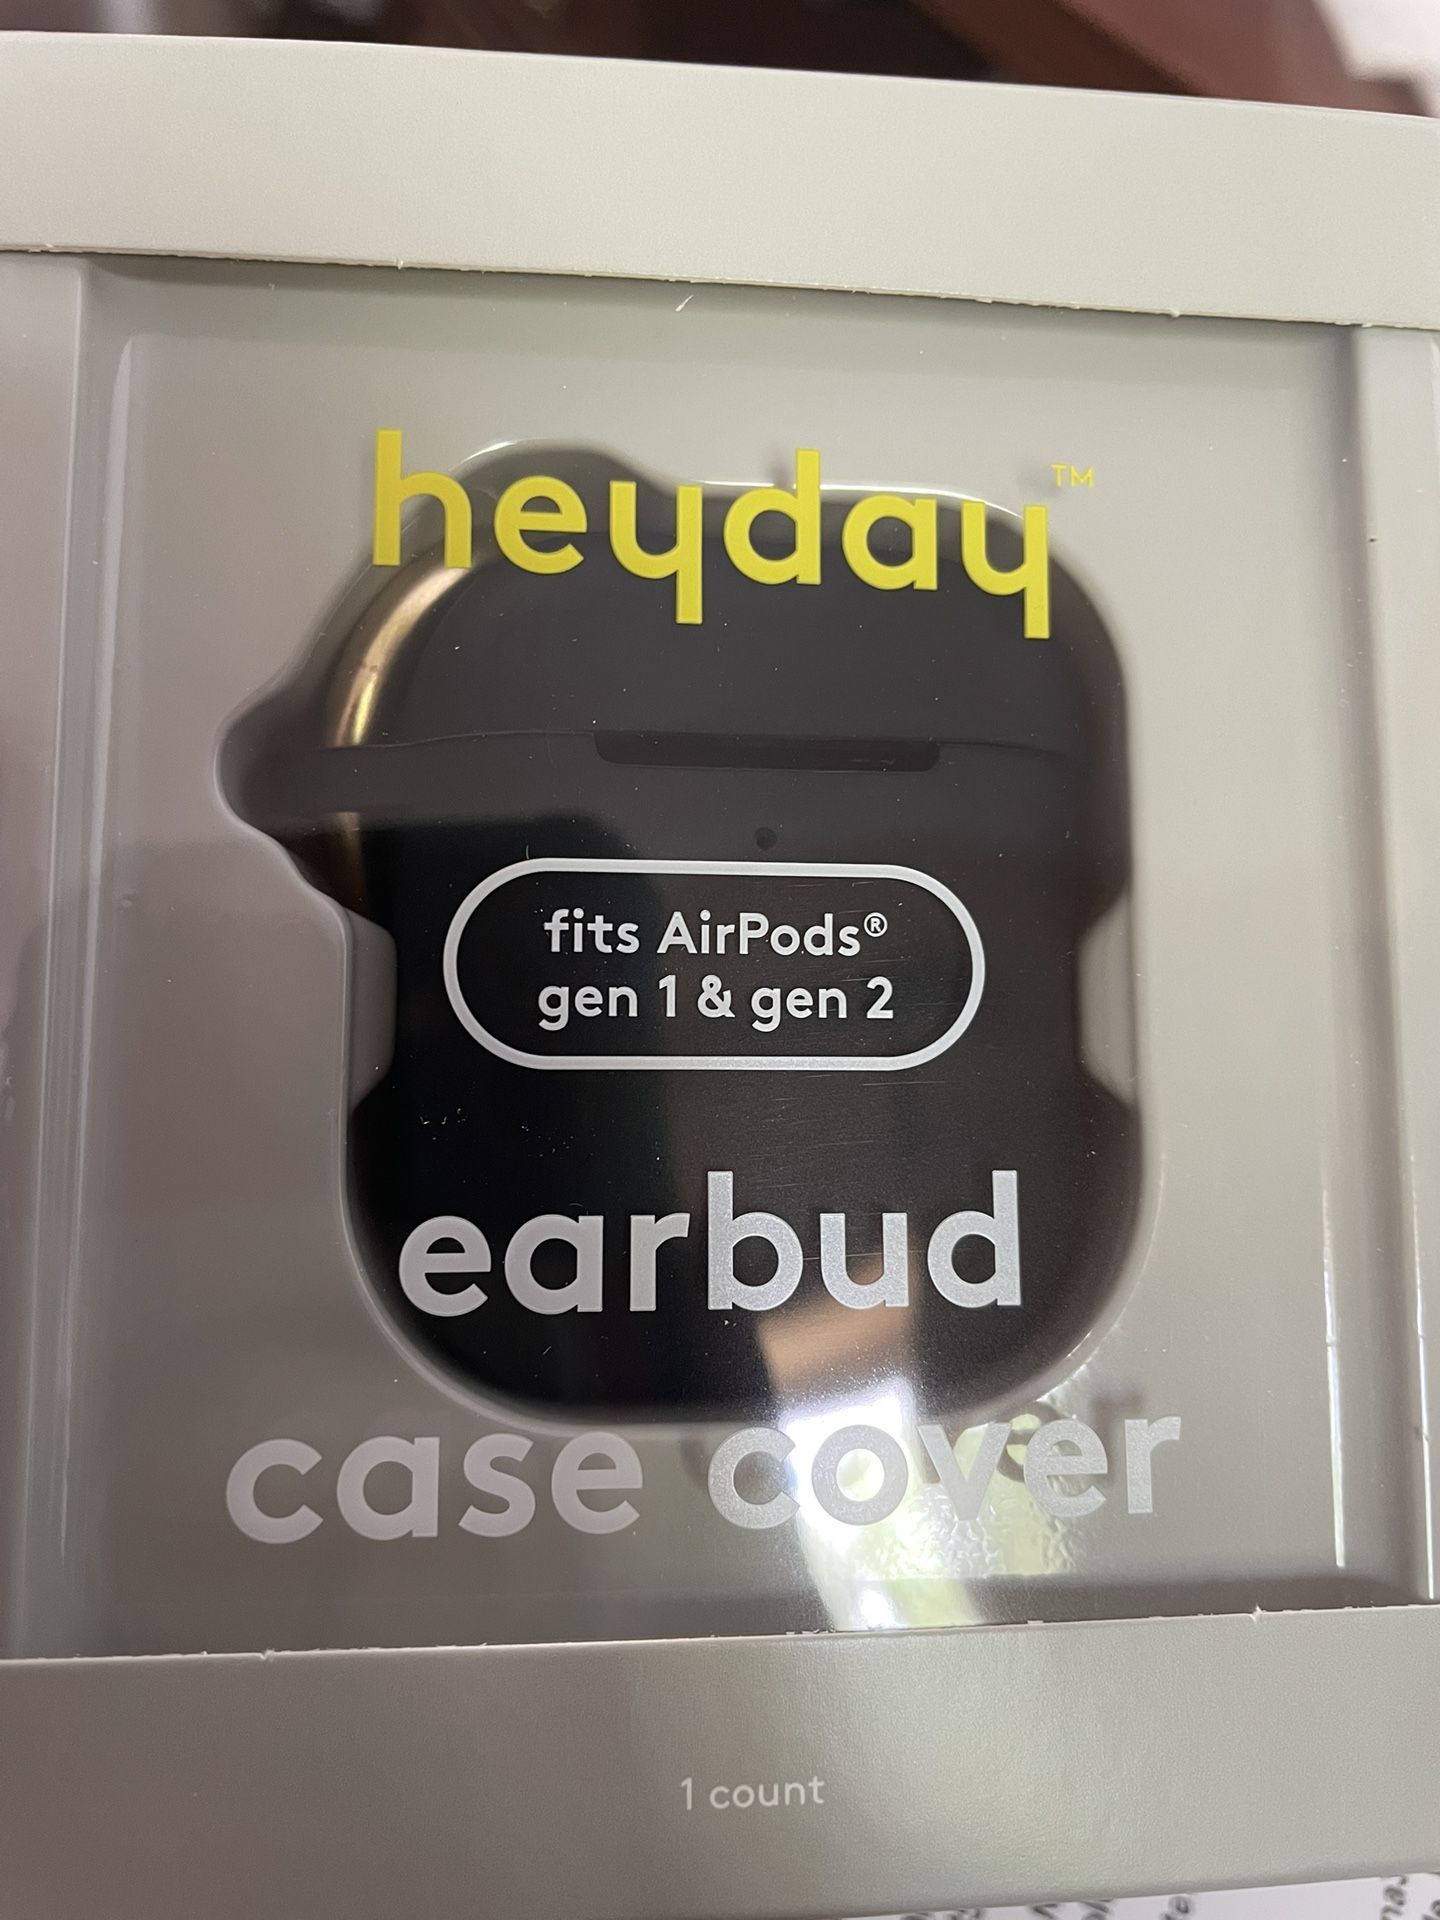 heyday™
fits AirPods®
gen 1 & gen 2
earbud
case cover
1 count